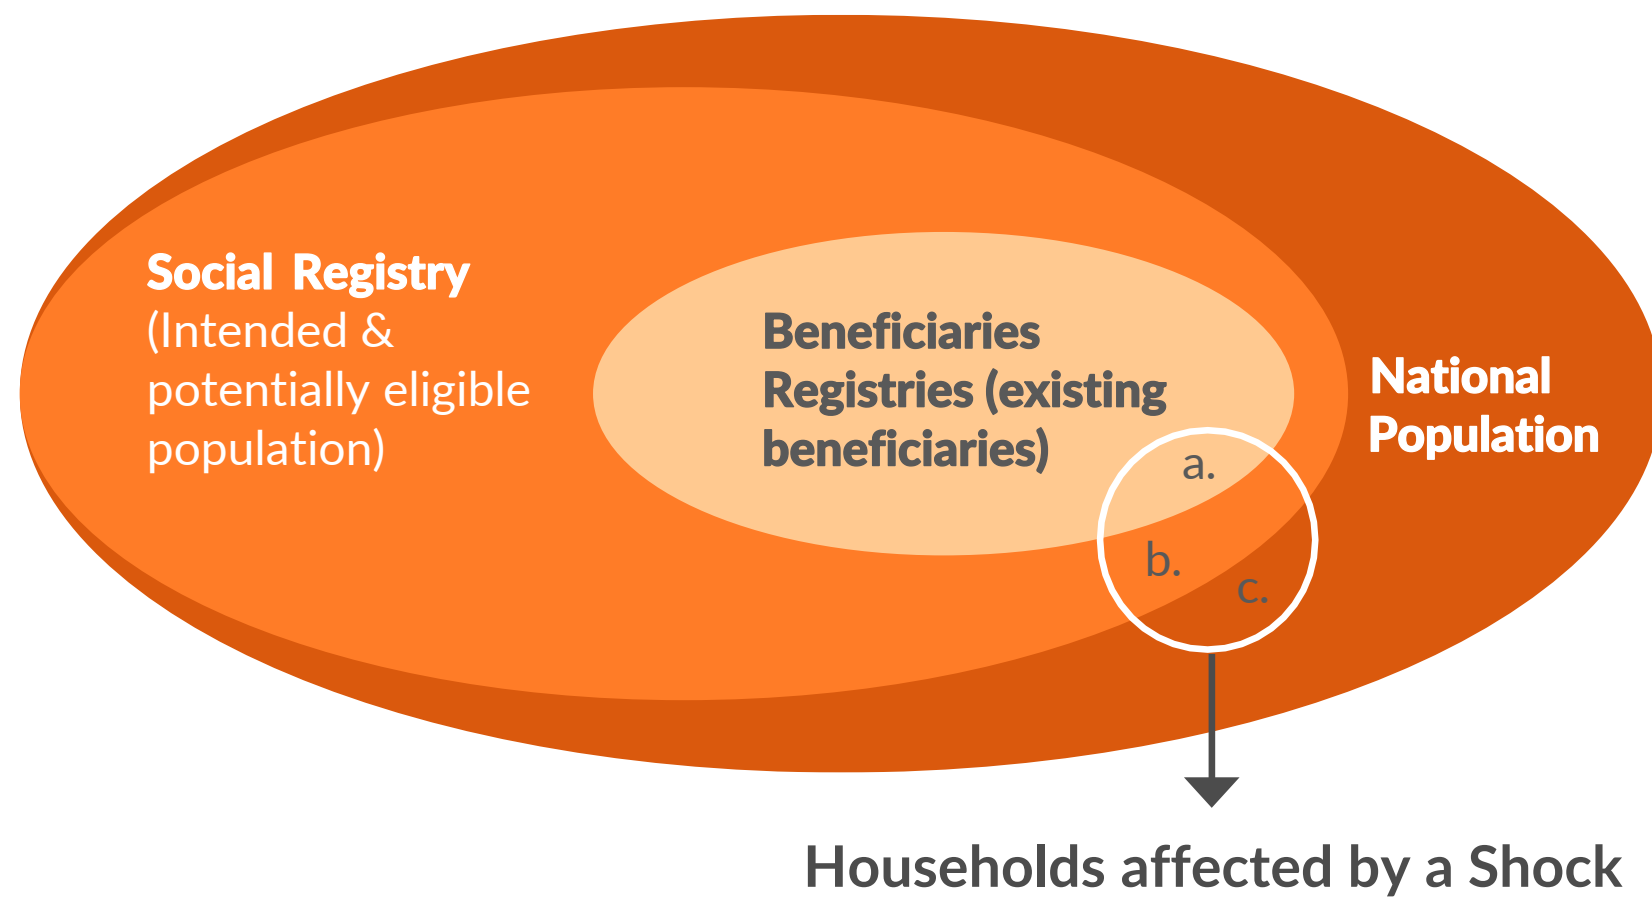 Social Registry
(Intended &
potentially eligible
population)
Beneficiaries
Registries (existing
beneficiaries)
National
Population
a.
b.
c.
Households affected by a Shock